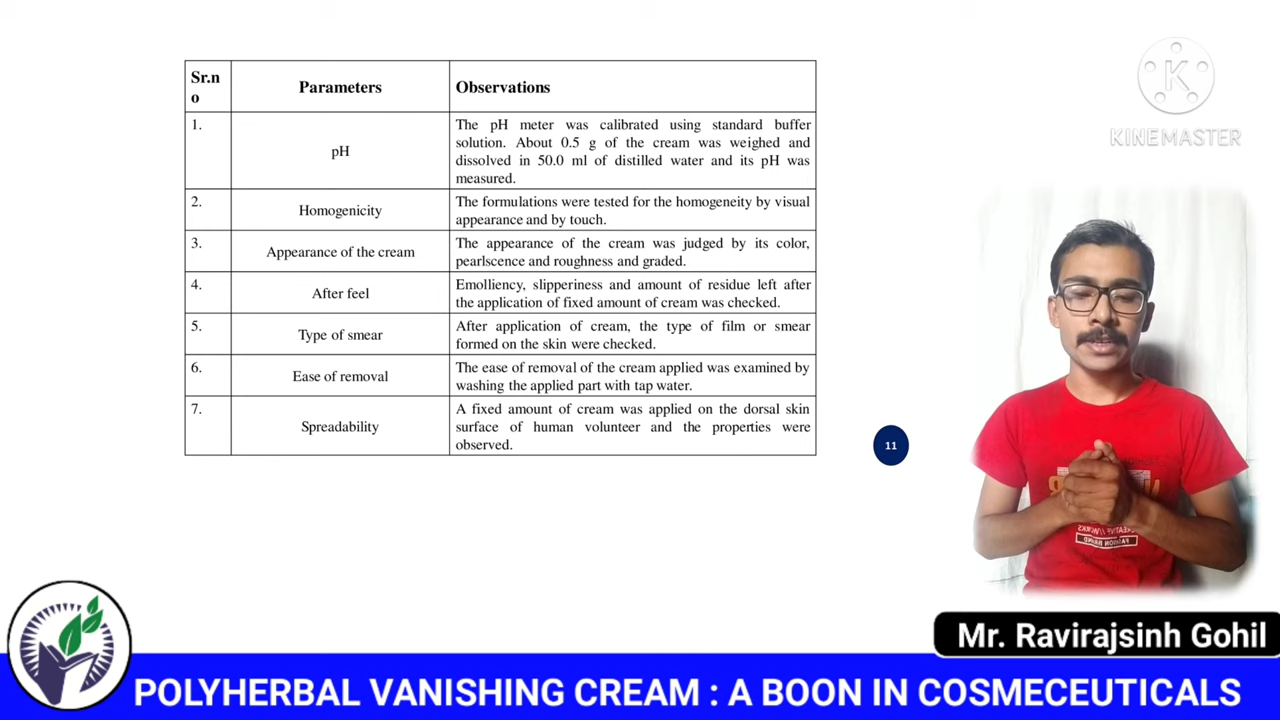 Sr.n
o
Parameters
Observations
1.
pH
The pH meter was calibrated using standard buffer
solution. About 0.5 g of the cream was weighed and
dissolved in 50.0 ml of distilled water and its pH was
measured.
2.
Homogenicity
The formulations were tested for the homogeneity by visual
appearance and by touch.
3.
Appearance of the cream
The appearance of the cream was judged by its color,
pearlscence and roughness and graded.
4.
After feel
Emolliency, slipperiness and amount of residue left after
the application of fixed amount of cream was checked.
5.
Type of smear
After application of cream, the type of film or smear
formed on the skin were checked.
6.
Ease of removal
The ease of removal of the cream applied was examined by
washing the applied part with tap water.
7.
Spreadability
A fixed amount of cream was applied on the dorsal skin
surface of human volunteer and the properties were
observed.
11
K
KINEMASTER
Mr. Ravirajsinh Gohil
POLYHERBAL VANISHING CREAM : A BOON IN COSMECEUTICALS